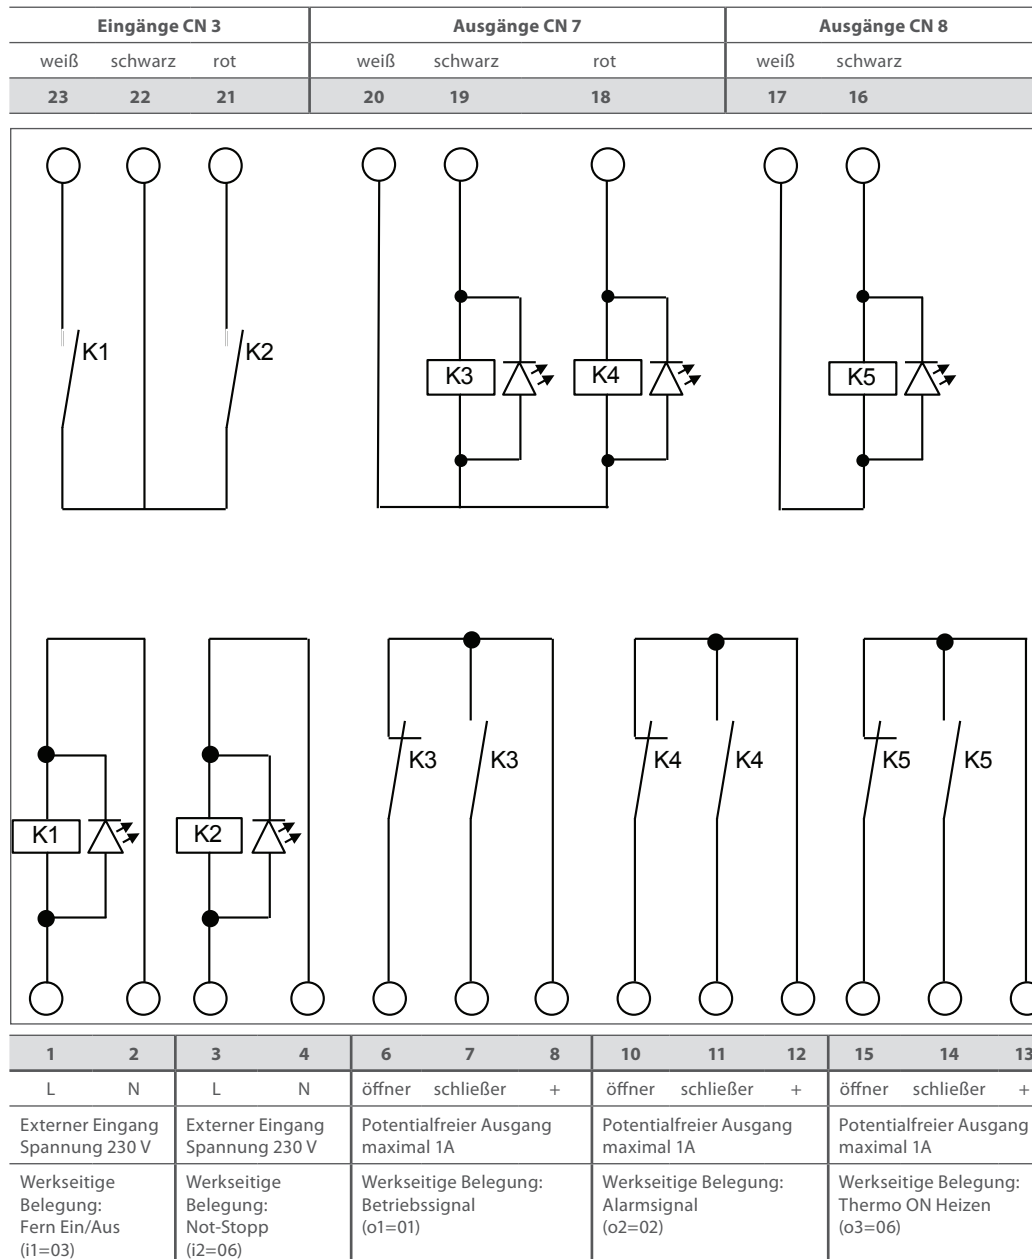 Eingänge CN 3 Ausgänge CN 7 Ausgänge CN 8
weiß schwarz rot weiß schwarz rot weiß schwarz
23 22 21 20 19 18 17 16
K1 K2
K3 K4 K5
K3 K3 K4 K4 K5 K5
K1 K2
1 2 3 4 6 7 8 10 11 12 15 14 13
L N L N öffner schließer + öffner schließer + öffner schließer +
Externer Eingang
Spannung 230 V
Externer Eingang
Spannung 230 V
Potentialfreier Ausgang
maximal 1A
Potentialfreier Ausgang
maximal 1A
Potentialfreier Ausgang
maximal 1A
Werkseitige
Belegung:
Fern Ein/Aus
(i1=03)
Werkseitige
Belegung:
Not-Stopp
(i2=06)
Werkseitige Belegung:
Betriebssignal
(o1=01)
Werkseitige Belegung:
Alarmsignal
(o2=02)
Werkseitige Belegung:
Thermo ON Heizen
(o3=06)